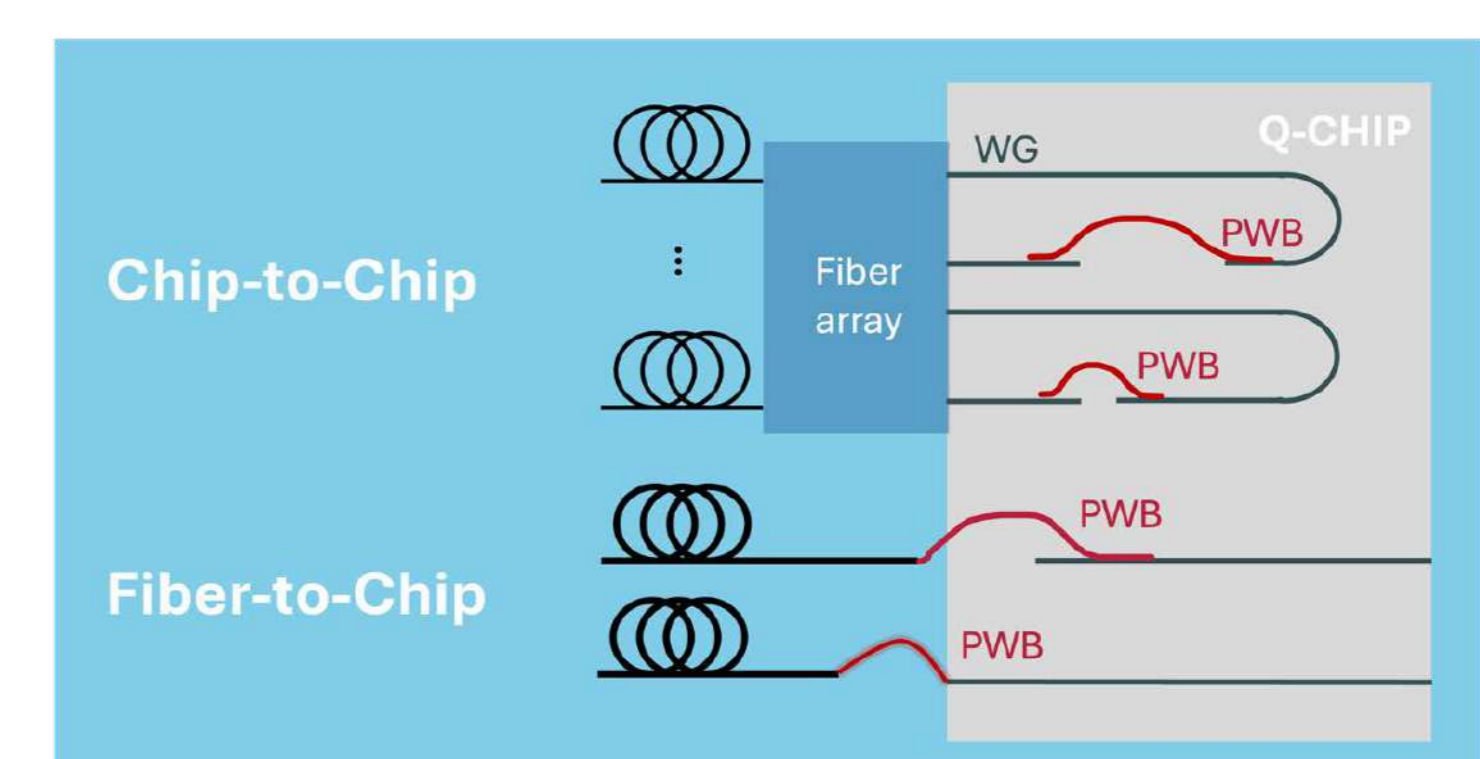 Q-CHIP
WG
PWB
Chip-to-Chip
Fiber
array
PWB
PWB
Fiber-to-Chip
PWB